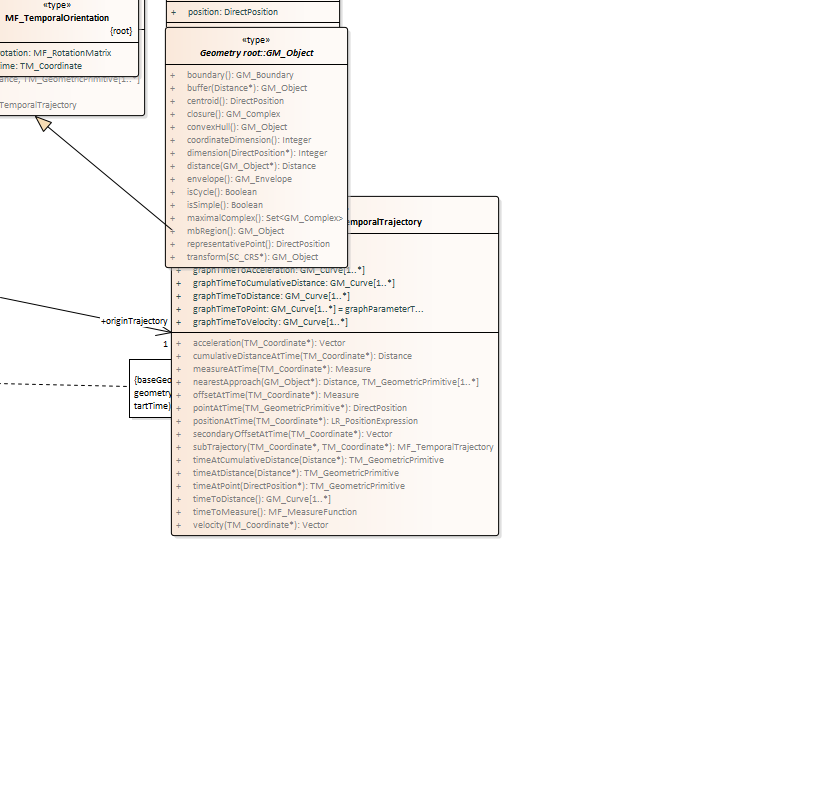 «type»
MF_TemporalOrientation
{root}
otation: MF_RotationMatrix
ime: TM_Coordinate
ance, TM_GeometricPrimitive[1..*]
TemporalTrajectory
+ position: DirectPosition
«type»
Geometry root::GM_Object
+ boundary(): GM_Boundary
+ buffer(Distance*): GM_Object
+ centroid(): DirectPosition
+ closure(): GM_Complex
+ convexHull(): GM_Object
+ coordinateDimension(): Integer
+ dimension(DirectPosition*): Integer
+ distance(GM_Object*): Distance
+ envelope(): GM_Envelope
+ isCycle(): Boolean
+ isSimple(): Boolean
+ maximalComplex(): Set<GM_Complex>
+ mbRegion(): GM_Object
+ representativePoint(): DirectPosition
+ transform(SC_CRS*): GM_Object
emporalTrajectory
+ graphTimeToAcceleration: GM_Curve[1..*]
+ graphTimeToCumulativeDistance: GM_Curve[1..*]
+ graphTimeToDistance: GM_Curve[1..*]
+ graphTimeToPoint: GM_Curve[1..*] = graphParameterT...
+ graphTimeToVelocity: GM_Curve[1..*]
+ acceleration(TM_Coordinate*): Vector
+ cumulativeDistanceAtTime(TM_Coordinate*): Distance
+ measureAtTime(TM_Coordinate*): Measure
+ nearestApproach(GM_Object*): Distance, TM_GeometricPrimitive[1..*]
+ offsetAtTime(TM_Coordinate*): Measure
+ pointAtTime(TM_GeometricPrimitive*): DirectPosition
+ positionAtTime(TM_Coordinate*): LR_PositionExpression
+ secondaryOffsetAtTime(TM_Coordinate*): Vector
+ subTrajectory(TM_Coordinate*, TM_Coordinate*): MF_TemporalTrajectory
+ timeAtCumulativeDistance(Distance*): TM_GeometricPrimitive
+ timeAtDistance(Distance*): TM_GeometricPrimitive
+ timeAtPoint(DirectPosition*): TM_GeometricPrimitive
+ timeToDistance(): GM_Curve[1..*]
+ timeToMeasure(): MF_MeasureFunction
+ velocity(TM_Coordinate*): Vector
+originTrajectory
1
{baseGeo
geometry
tartTime}